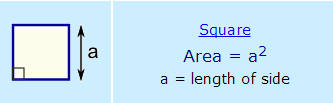 a
Square
Area = a²
a = length of side